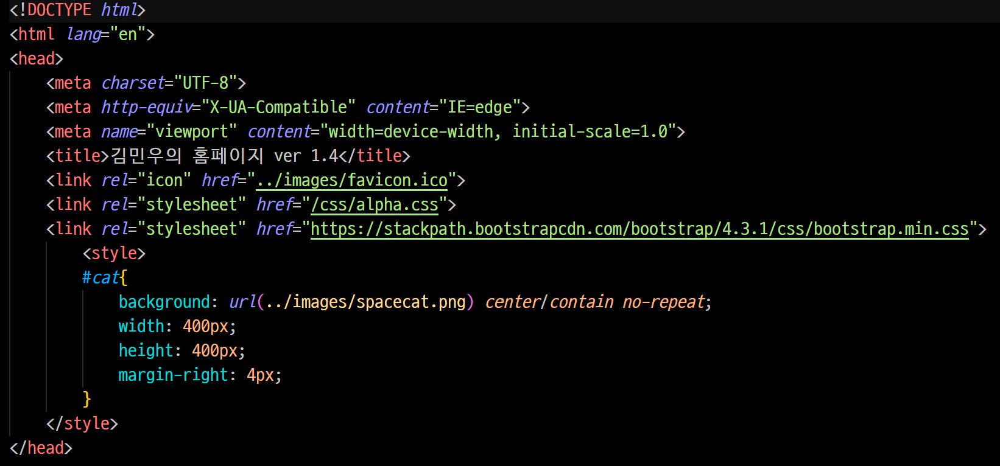 <!DOCTYPE html>
<html lang="en">
<head>
<meta charset="UTF-8">
<meta http-equiv="X-UA-Compatible" content="IE=edge">
<meta name="viewport" content="width=device-width, initial-scale=1.0">
<title>김민우의 홈페이지 ver 1.4</title>
<link rel="icon" href="../images/favicon.ico">
<link rel="stylesheet" href="/css/alpha.css">
<link rel="stylesheet" href="https://stackpath.bootstrapcdn.com/bootstrap/4.3.1/css/bootstrap.min.css">
<style>
#cat{
background: url(../images/spacecat.png) center/contain no-repeat;
width: 400px;
height: 400px;
margin-right: 4px;
}
</style>
</head>